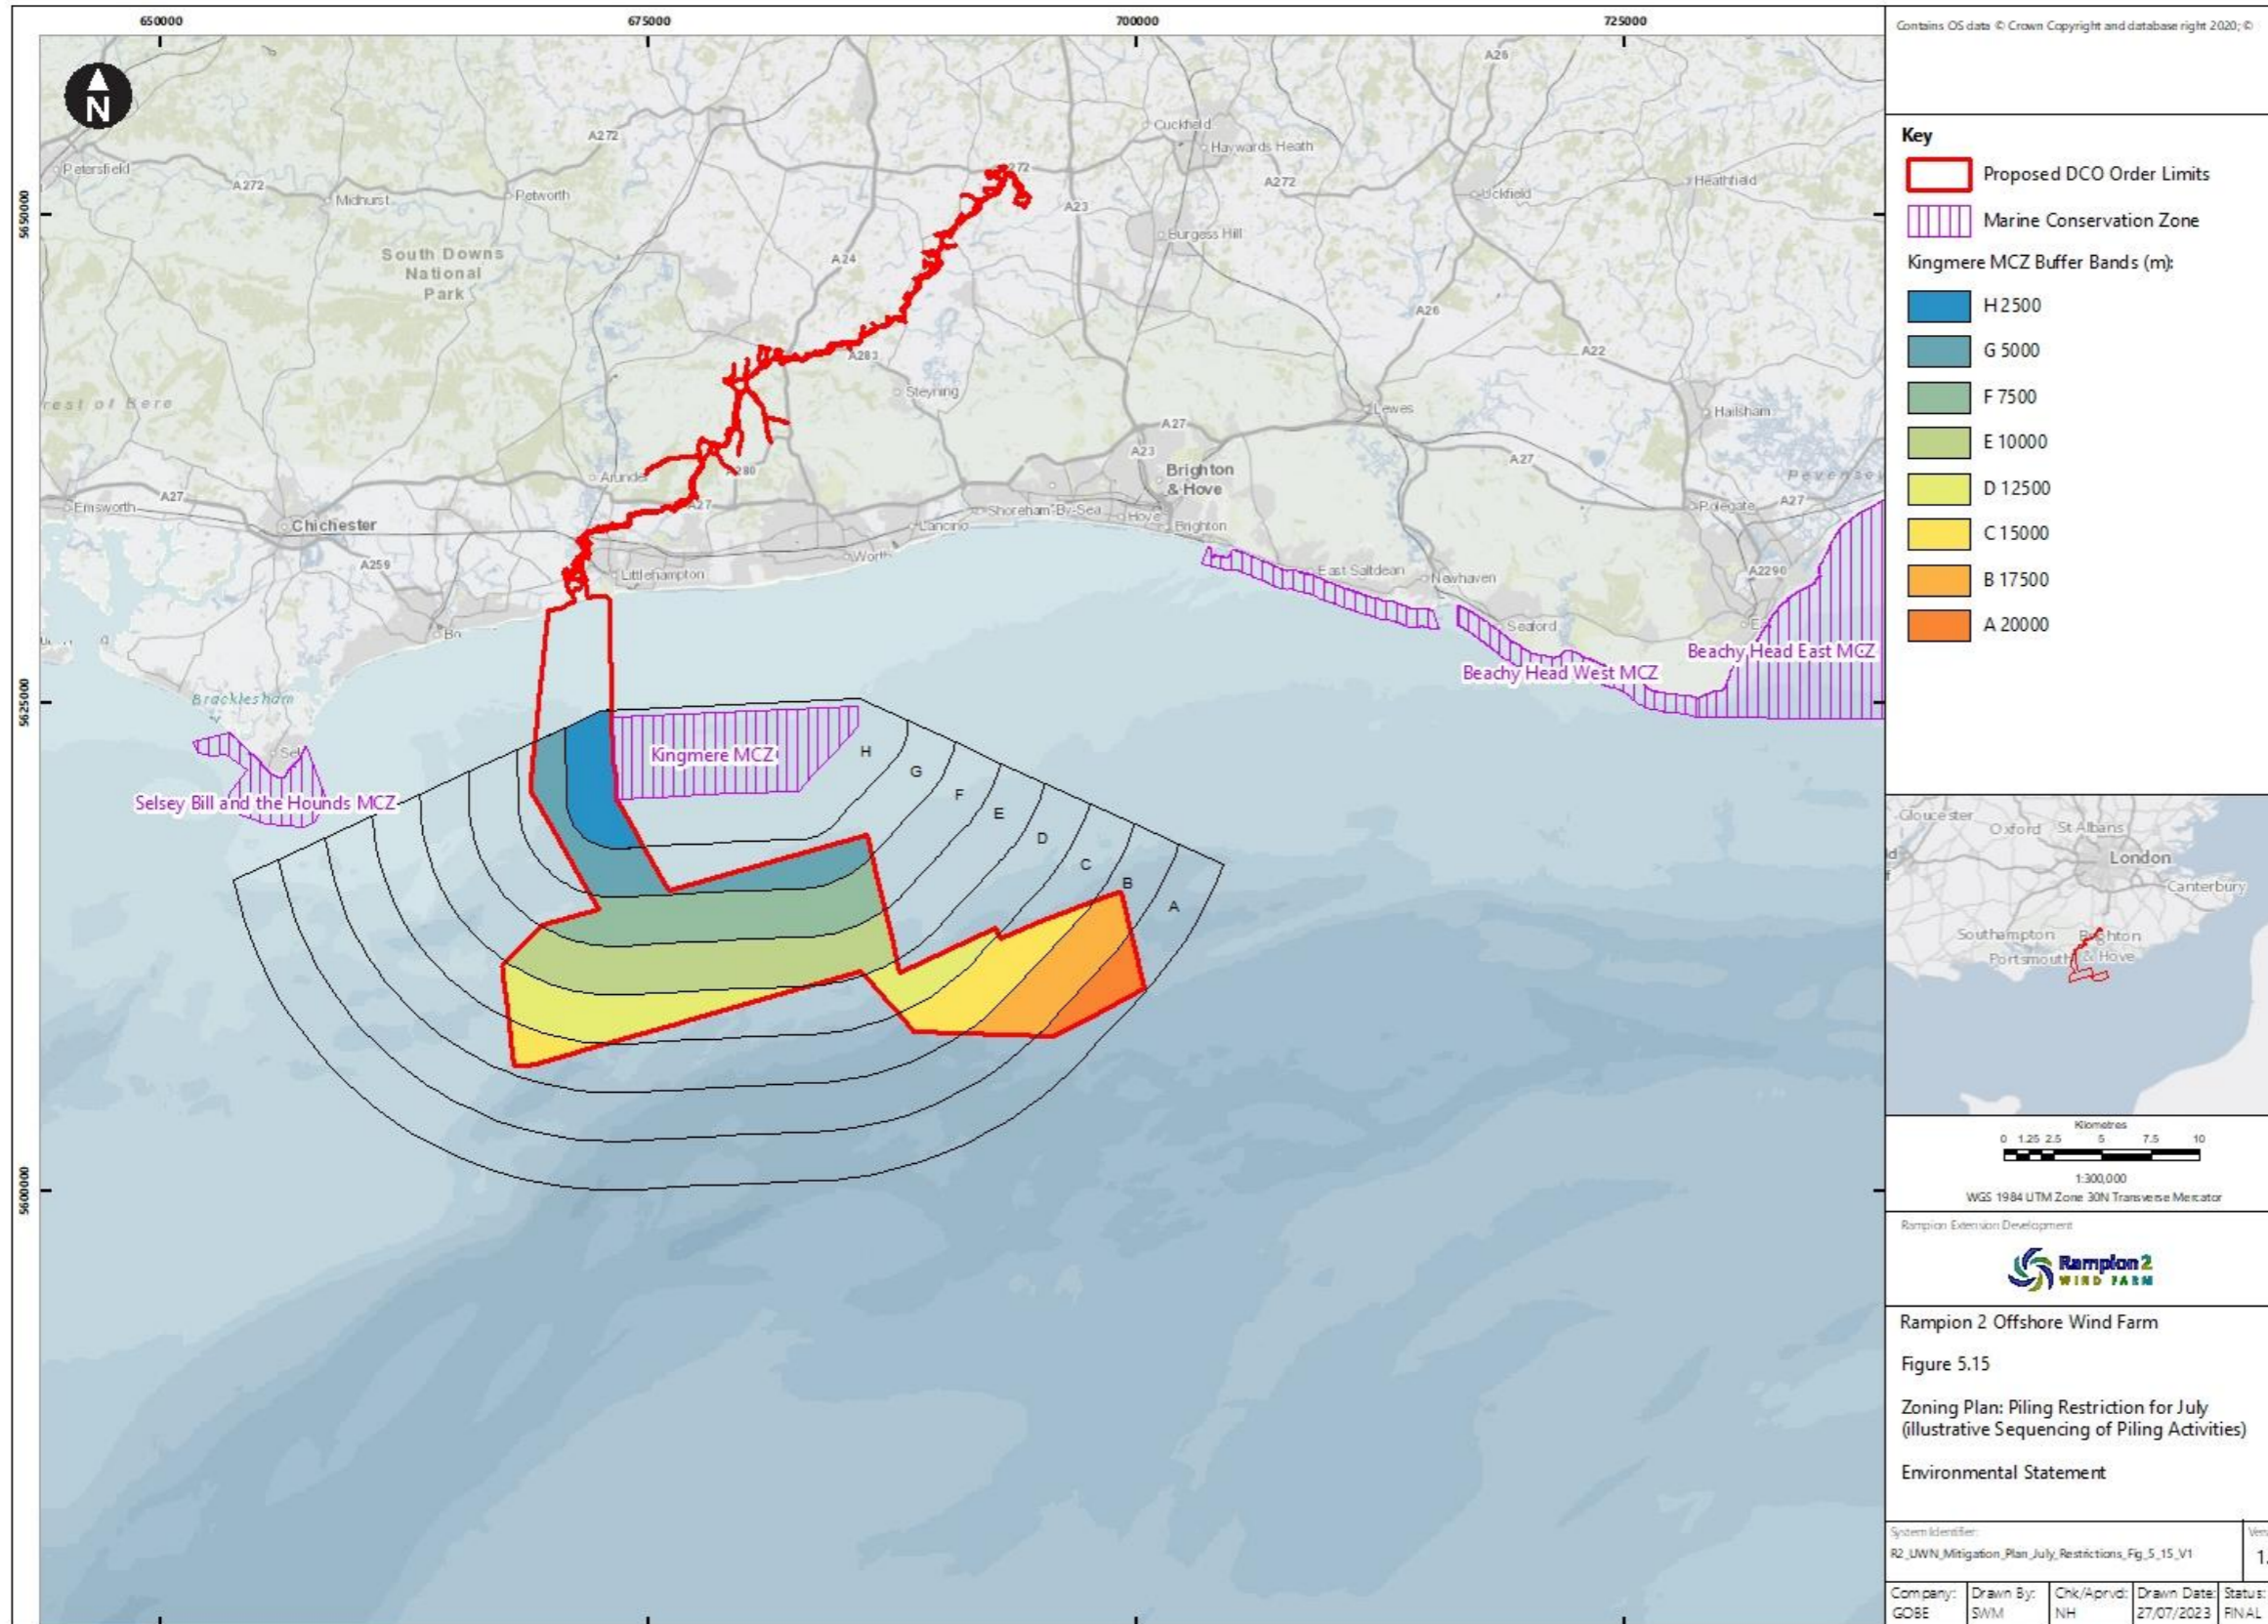 650000
675000
700000
725000
5650000
5625000
5600000
N
Petersfield
A272
Midhurst
Petworth
A272
A272
Cuckfield
Haywards Heath
A272
A26
Uckfield
Heathfield
A23
Burgess Hill
South Downs
National
Park
A24
A26
A283
A22
Steyning
Lewes
Hailsham
A27
A23
Brighton
& Hove
A27
A280
A27
A27
Emsworth
A27
Chichester
Shoreham-By-Sea
Hove
Brighton
Polegate
A259
Littlehampton
Worth
East Saltdean
Newhaven
A2290
Seaford
Bracklesham
Beachy Head East MCZ
Beachy Head West MCZ
Kingmere MCZ
Selsey Bill and the Hounds MCZ
H
G
F
E
D
C
B
A
Contains OS data © Crown Copyright and database right 2020; ©
Key
Proposed DCO Order Limits
Marine Conservation Zone
Kingmere MCZ Buffer Bands (m):
H 2500
G 5000
F 7500
E 10000
D 12500
C 15000
B 17500
A 20000
Gloucester
Oxford
St Albans
London
Canterbury
Southampton
Portsmouth
& Hove
Kilometres
0 1.25 2.5 5 7.5 10
1:300,000
WGS 1984 UTM Zone 30N Transverse Mercator
Rampion Extension Development
Rampion 2
WIND FARM
Rampion 2 Offshore Wind Farm
Figure 5.15
Zoning Plan: Piling Restriction for July
(illustrative Sequencing of Piling Activities)
Environmental Statement
System Identifier:
R2_UWN_Mitigation_Plan_July_Restrictions_Fig_5_15_V1
Company: Drawn By: Chk/Aprvd: Drawn Date: Status:
GOBE SWM NH 27/07/2023 FINAL